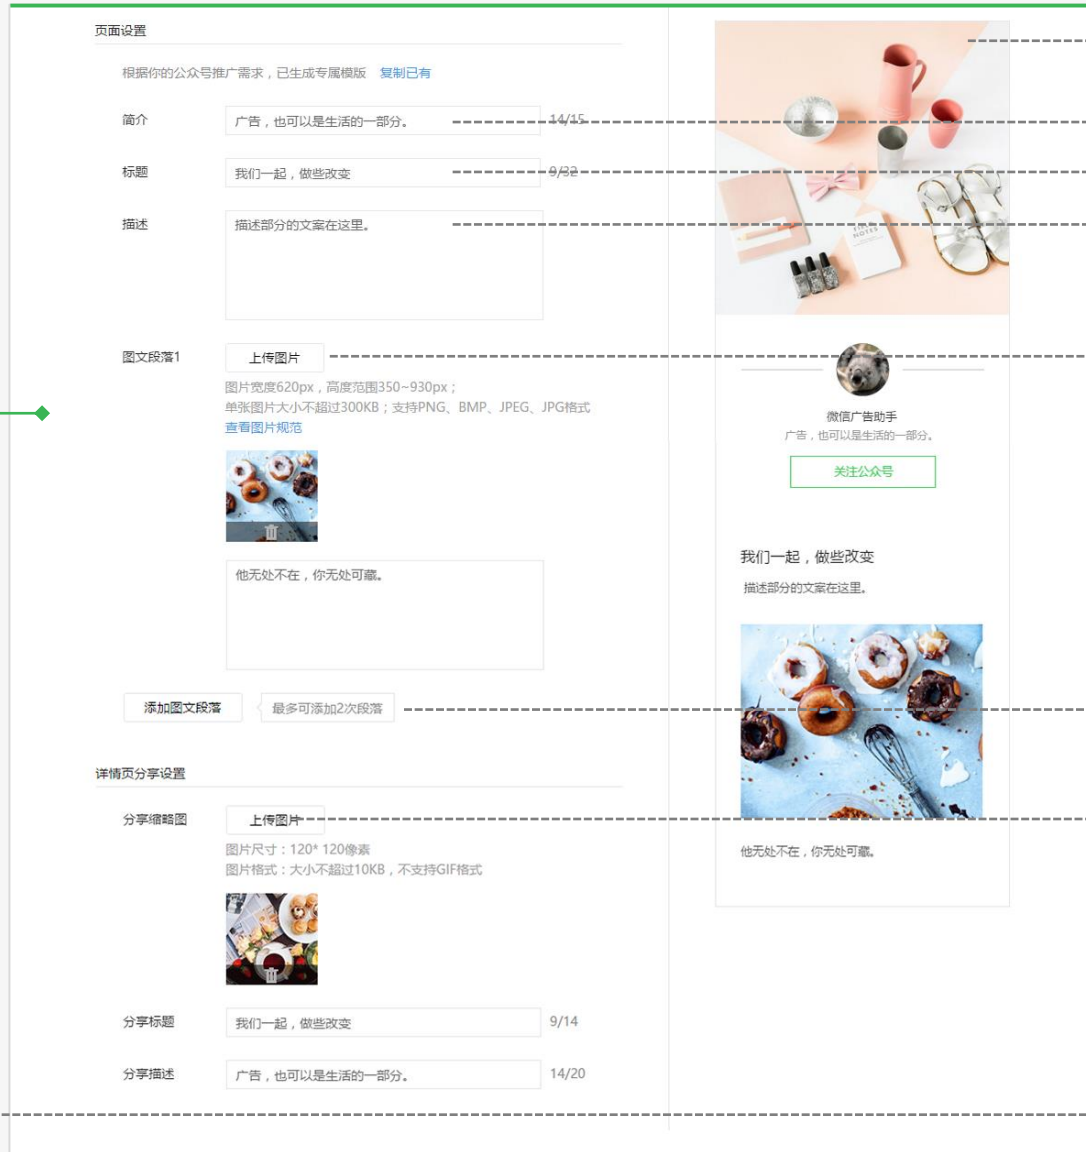 页面设置
根据你的公众号推广需求，已生成专属模版 复制已有
简介 广告，也可以是生活的一部分。 14/15
标题 我们一起，做些改变 9/32
描述 描述部分的文案在这里。
图文段落1 上传图片
图片宽度620px，高度范围350~930px；
单张图片大小不超过300KB；支持PNG、BMP、JPEG、JPG格式
查看图片规范
他无处不在，你无处可藏。
添加图文段落 最多可添加2次段落
详情页分享设置
分享缩略图 上传图片
图片尺寸：120* 120像素
图片格式：大小不超过10KB，不支持GIF格式
分享标题 我们一起，做些改变 9/14
分享描述 广告，也可以是生活的一部分。 14/20
NOTES
微信广告助手
广告，也可以是生活的一部分。
关注公众号
我们一起，做些改变
描述部分的文案在这里。
他无处不在，你无处可藏。